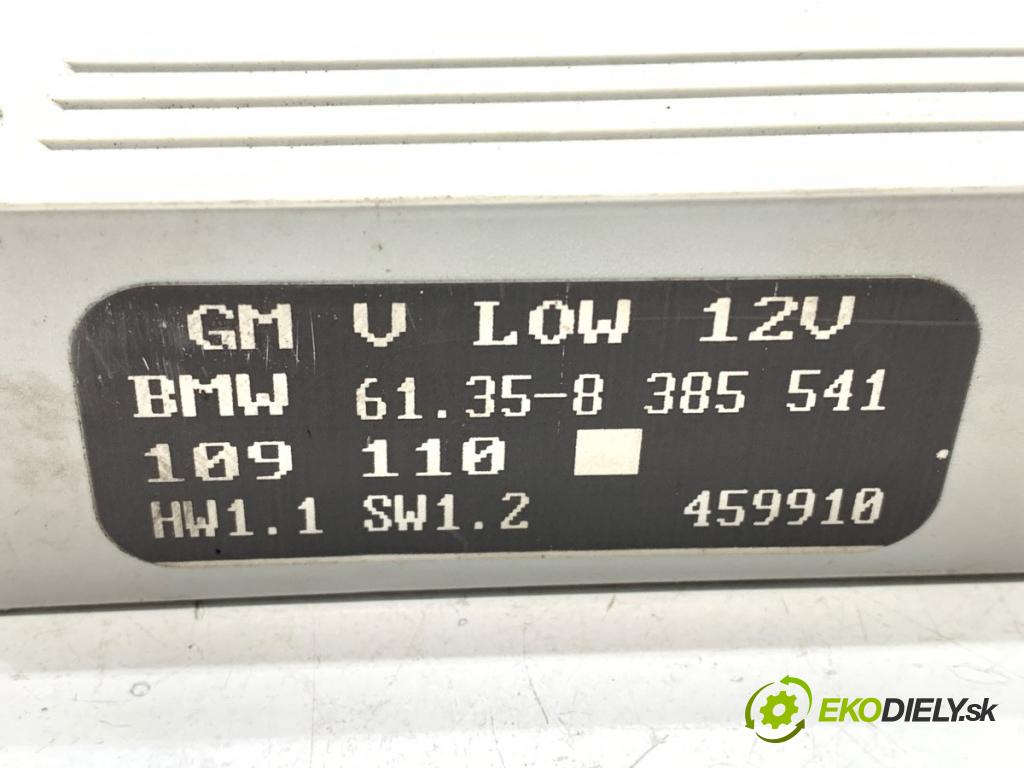 GM V LOW 12V
BMW 61.35-8 385 541
109 110
HW1.1 SW1.2 459910
EKODIELY.sk